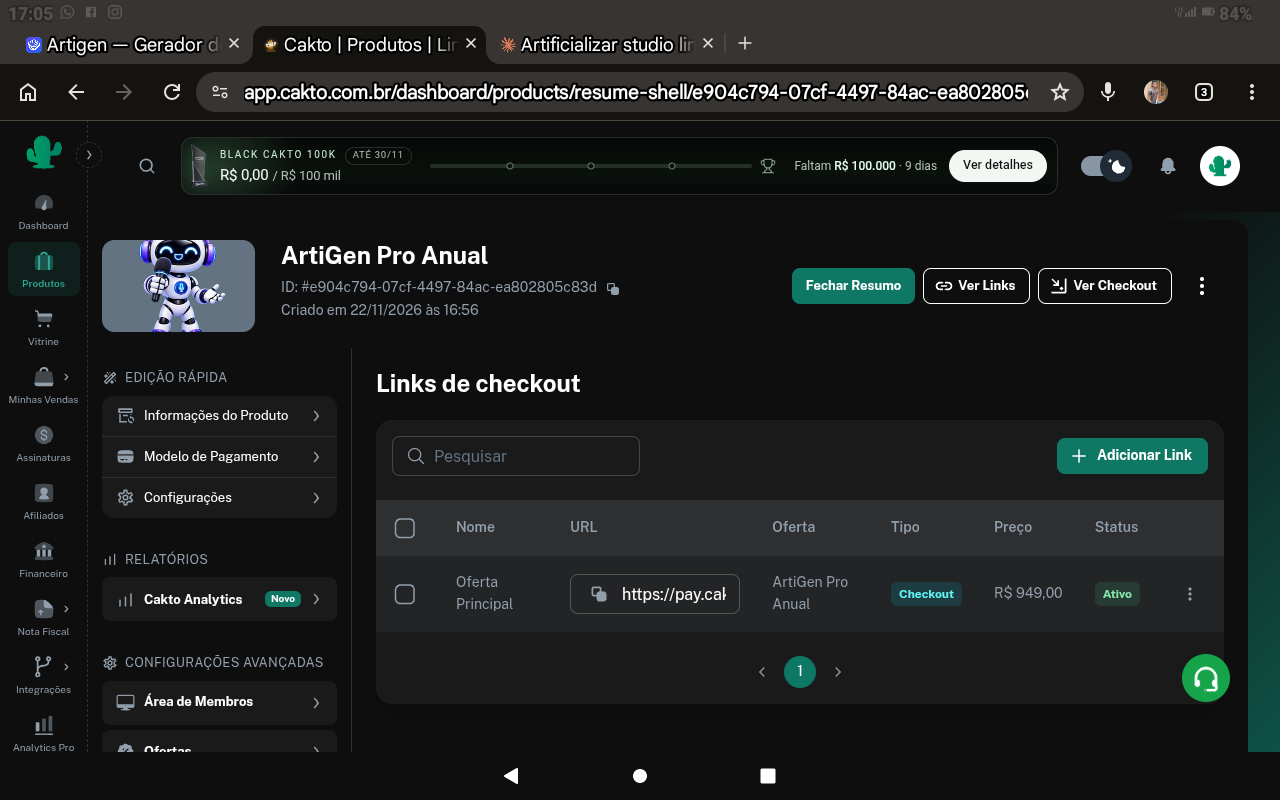 17:05
84%
Artigen — Gerador d
Cakto | Produtos | Lin
Artificializar studio lin
app.cakto.com.br/dashboard/products/resume-shell/e904c794-07cf-4497-84ac-ea802805c
3
BLACK CAKTO 100K
ATÉ 30/11
R$ 0,00 / R$ 100 mil
Faltam R$ 100.000 · 9 dias
Ver detalhes
Dashboard
Produtos
Vitrine
Minhas Vendas
Assinaturas
Afiliados
Financeiro
Nota Fiscal
Integrações
Analytics Pro
ArtiGen Pro Anual
ID: #e904c794-07cf-4497-84ac-ea802805c83d
Criado em 22/11/2026 às 16:56
Fechar Resumo
Ver Links
Ver Checkout
EDIÇÃO RÁPIDA
Informações do Produto
Modelo de Pagamento
Configurações
RELATÓRIOS
Cakto Analytics Novo
CONFIGURAÇÕES AVANÇADAS
Área de Membros
Ofertas
Links de checkout
Pesquisar
Adicionar Link
Nome URL Oferta Tipo Preço Status
Oferta
Principal
https://pay.cak
ArtiGen Pro
Anual
Checkout
R$ 949,00
Ativo
1